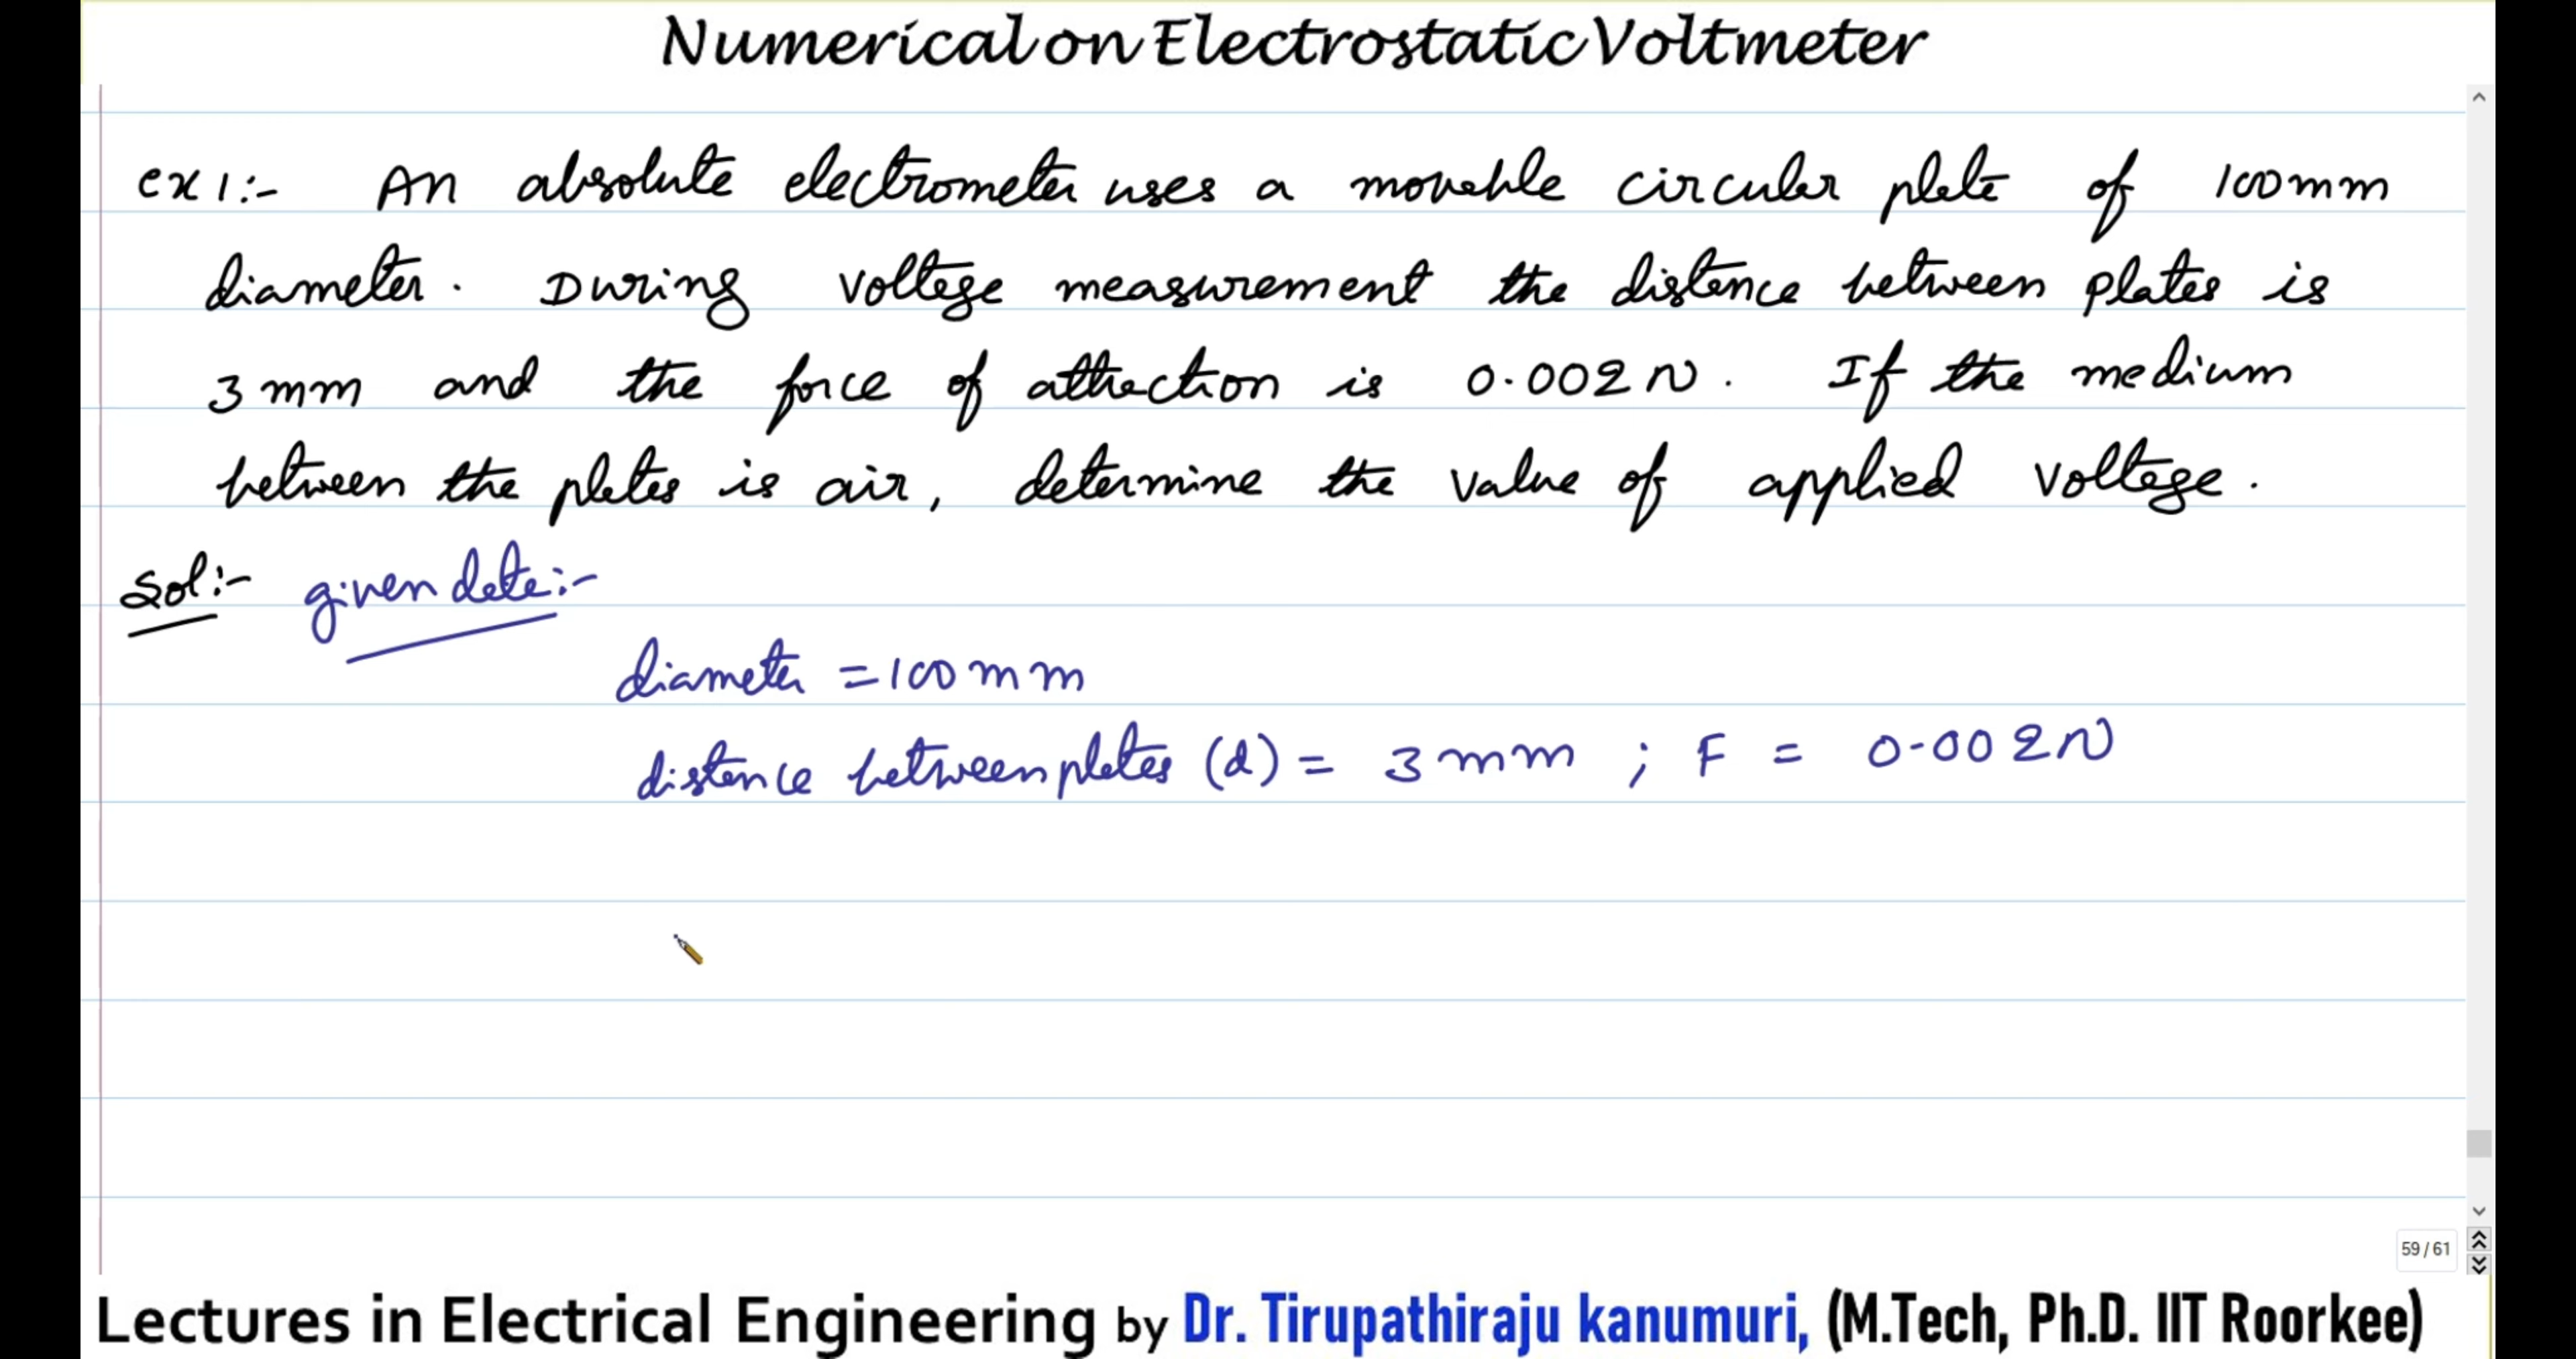 Numerical on Electrostatic Voltmeter
ex 1:- An absolute electrometer uses a movable circular plate of 100mm
diameter. During voltage measurement the distance between plates is
3 mm and the force of attraction is 0.002 N. If the medium
between the plates is air, determine the value of applied voltage.
Sol:- given data:-
diameter = 100 mm
distance between plates (d) = 3 mm ; F = 0.002N
59 / 61
Lectures in Electrical Engineering by Dr. Tirupathiraju kanumuri, (M.Tech, Ph.D. IIT Roorkee)